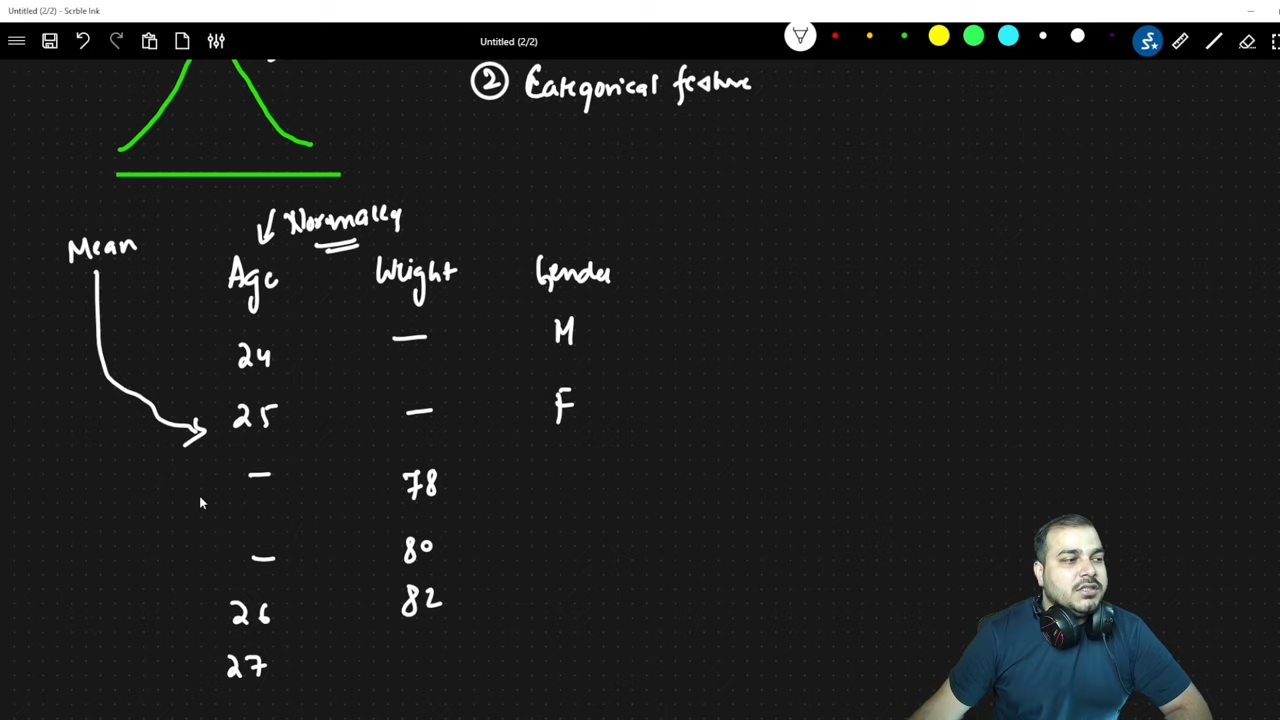 Untitled (2/2) - Scrble Ink
Untitled (2/2)
② Categorical feature
Normally
Mean
Age Weight Gender
24 — M
25 — F
— 78
— 80
26 82
27